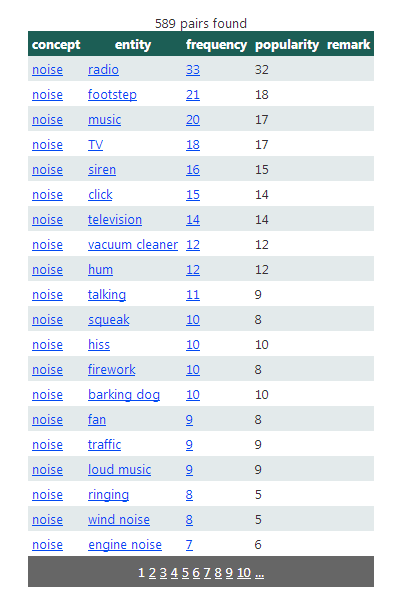 589 pairs found
concept entity frequency popularity remark
noise radio 33 32
noise footstep 21 18
noise music 20 17
noise TV 18 17
noise siren 16 15
noise click 15 14
noise television 14 14
noise vacuum cleaner 12 12
noise hum 12 12
noise talking 11 9
noise squeak 10 8
noise hiss 10 10
noise firework 10 8
noise barking dog 10 10
noise fan 9 8
noise traffic 9 9
noise loud music 9 9
noise ringing 8 5
noise wind noise 8 5
noise engine noise 7 6
1 2 3 4 5 6 7 8 9 10 ...